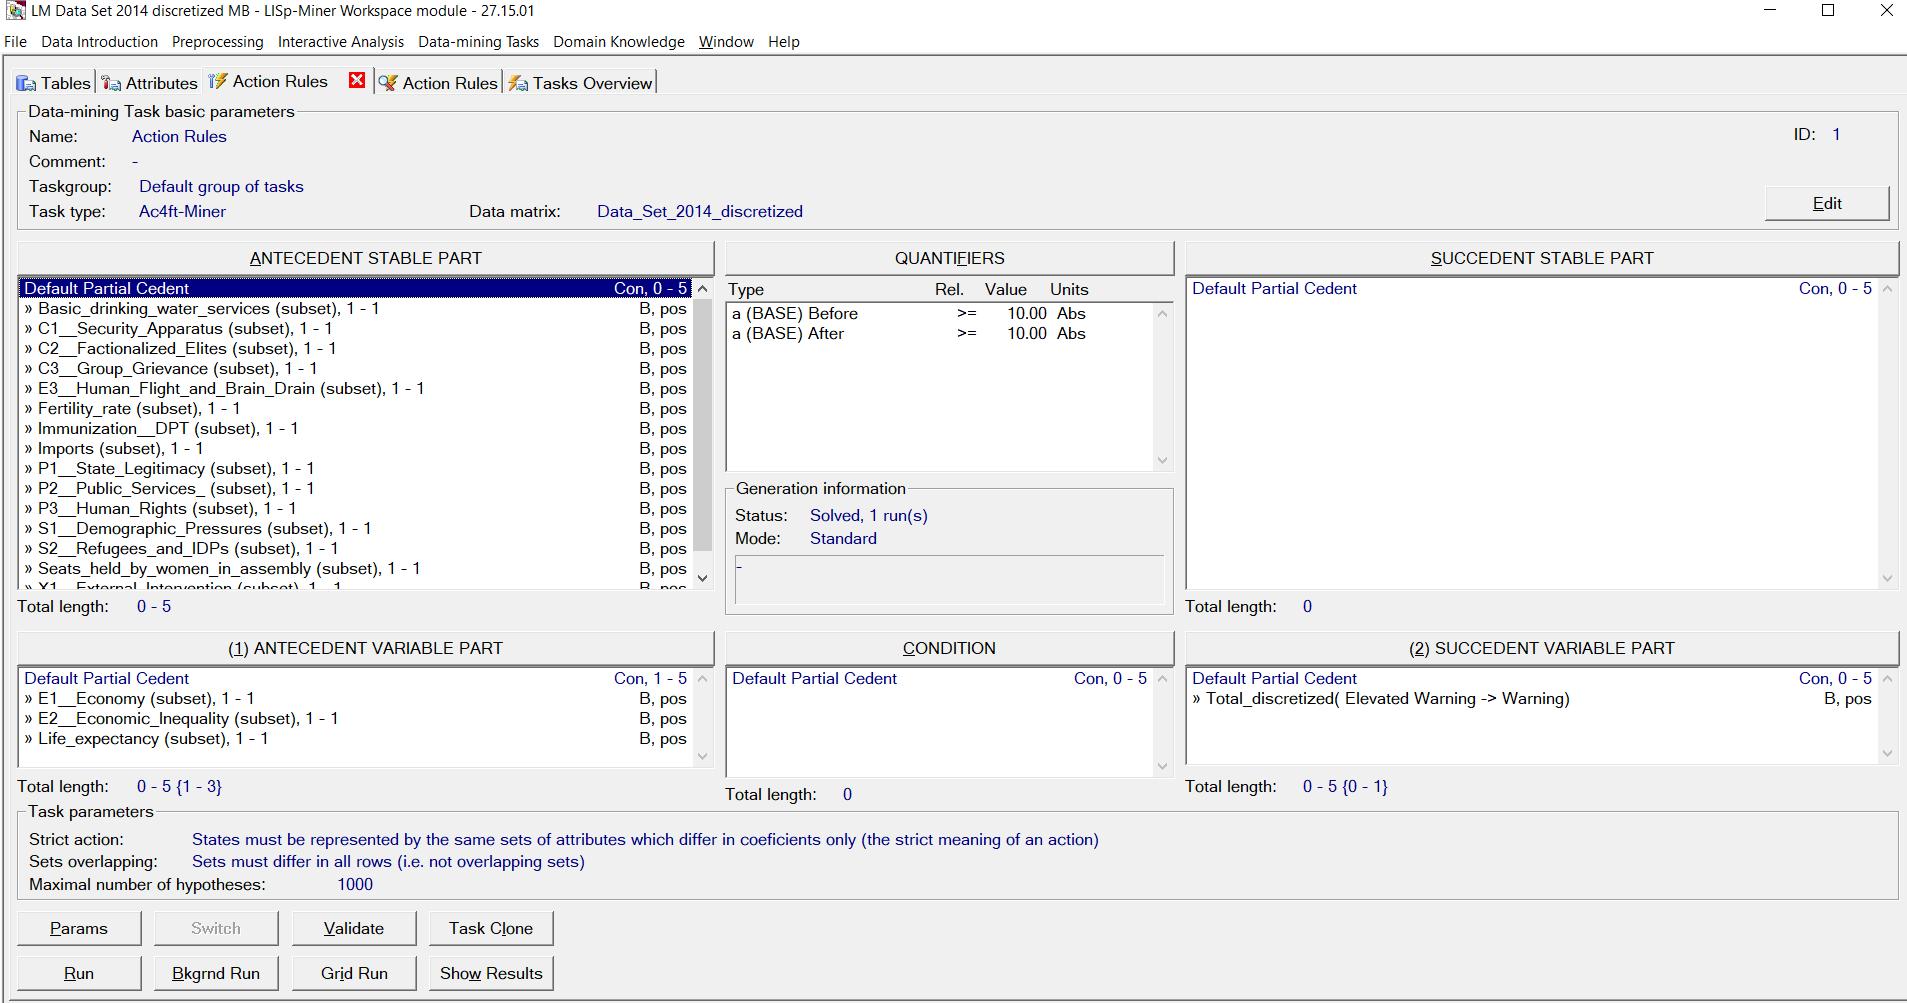 LM Data Set 2014 discretized MB - LISp-Miner Workspace module - 27.15.01
File Data Introduction Preprocessing Interactive Analysis Data-mining Tasks Domain Knowledge Window Help
Tables Attributes Action Rules Action Rules Tasks Overview
Data-mining Task basic parameters
Name: Action Rules ID: 1
Comment: -
Taskgroup: Default group of tasks
Task type: Ac4ft-Miner Data matrix: Data_Set_2014_discretized
Edit
ANTECEDENT STABLE PART
Default Partial Cedent Con, 0 - 5
» Basic_drinking_water_services (subset), 1 - 1 B, pos
» C1__Security_Apparatus (subset), 1 - 1 B, pos
» C2__Factionalized_Elites (subset), 1 - 1 B, pos
» C3__Group_Grievance (subset), 1 - 1 B, pos
» E3__Human_Flight_and_Brain_Drain (subset), 1 - 1 B, pos
» Fertility_rate (subset), 1 - 1 B, pos
» Immunization__DPT (subset), 1 - 1 B, pos
» Imports (subset), 1 - 1 B, pos
» P1__State_Legitimacy (subset), 1 - 1 B, pos
» P2__Public_Services_ (subset), 1 - 1 B, pos
» P3__Human_Rights (subset), 1 - 1 B, pos
» S1__Demographic_Pressures (subset), 1 - 1 B, pos
» S2__Refugees_and_IDPs (subset), 1 - 1 B, pos
» Seats_held_by_women_in_assembly (subset), 1 - 1 B, pos
» X1__External_Intervention (subset), 1 - 1 B, pos
Total length: 0 - 5
QUANTIFIERS
Type Rel. Value Units
a (BASE) Before >= 10.00 Abs
a (BASE) After >= 10.00 Abs
Generation information
Status: Solved, 1 run(s)
Mode: Standard
-
SUCCEDENT STABLE PART
Default Partial Cedent Con, 0 - 5
Total length: 0
(1) ANTECEDENT VARIABLE PART
Default Partial Cedent Con, 1 - 5
» E1__Economy (subset), 1 - 1 B, pos
» E2__Economic_Inequality (subset), 1 - 1 B, pos
» Life_expectancy (subset), 1 - 1 B, pos
Total length: 0 - 5 {1 - 3}
CONDITION
Default Partial Cedent Con, 0 - 5
Total length: 0
(2) SUCCEDENT VARIABLE PART
Default Partial Cedent Con, 0 - 5
» Total_discretized( Elevated Warning -> Warning) B, pos
Total length: 0 - 5 {0 - 1}
Task parameters
Strict action: States must be represented by the same sets of attributes which differ in coeficients only (the strict meaning of an action)
Sets overlapping: Sets must differ in all rows (i.e. not overlapping sets)
Maximal number of hypotheses: 1000
Params Switch Validate Task Clone
Run Bkgrnd Run Grid Run Show Results